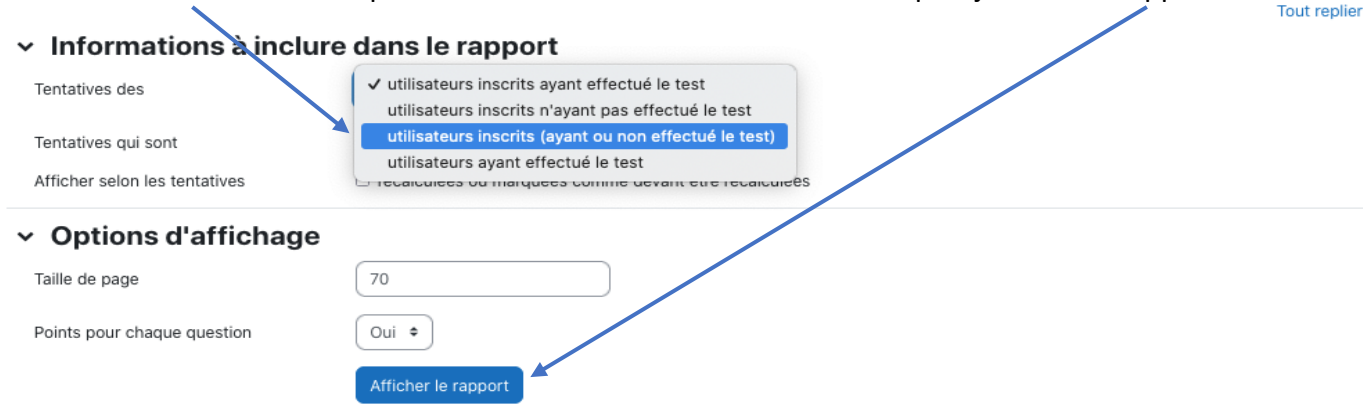 Tout replier
Informations à inclure dans le rapport
Tentatives des
✓ utilisateurs inscrits ayant effectué le test
utilisateurs inscrits n'ayant pas effectué le test
utilisateurs inscrits (ayant ou non effectué le test)
utilisateurs ayant effectué le test
Tentatives qui sont
Afficher selon les tentatives
recalculées ou marquées comme devant être recalculées
Options d'affichage
Taille de page 70
Points pour chaque question Oui
Afficher le rapport